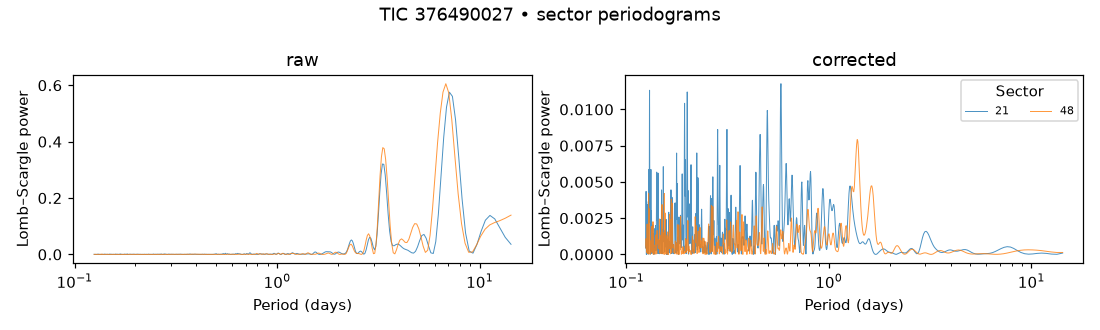 TIC 376490027 • sector periodograms
raw
Lomb–Scargle power
0.6
0.4
0.2
0.0
10⁻¹ 10⁰ 10¹
Period (days)
corrected
Lomb–Scargle power
0.0100
0.0075
0.0050
0.0025
0.0000
10⁻¹ 10⁰ 10¹
Period (days)
Sector
21 48